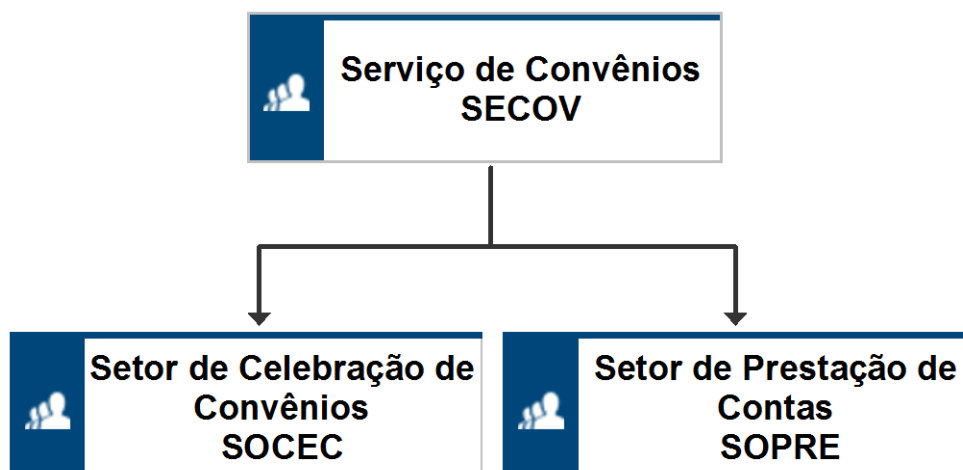 Serviço de Convênios
SECOV
Setor de Celebração de
Convênios
SOCEC
Setor de Prestação de
Contas
SOPRE